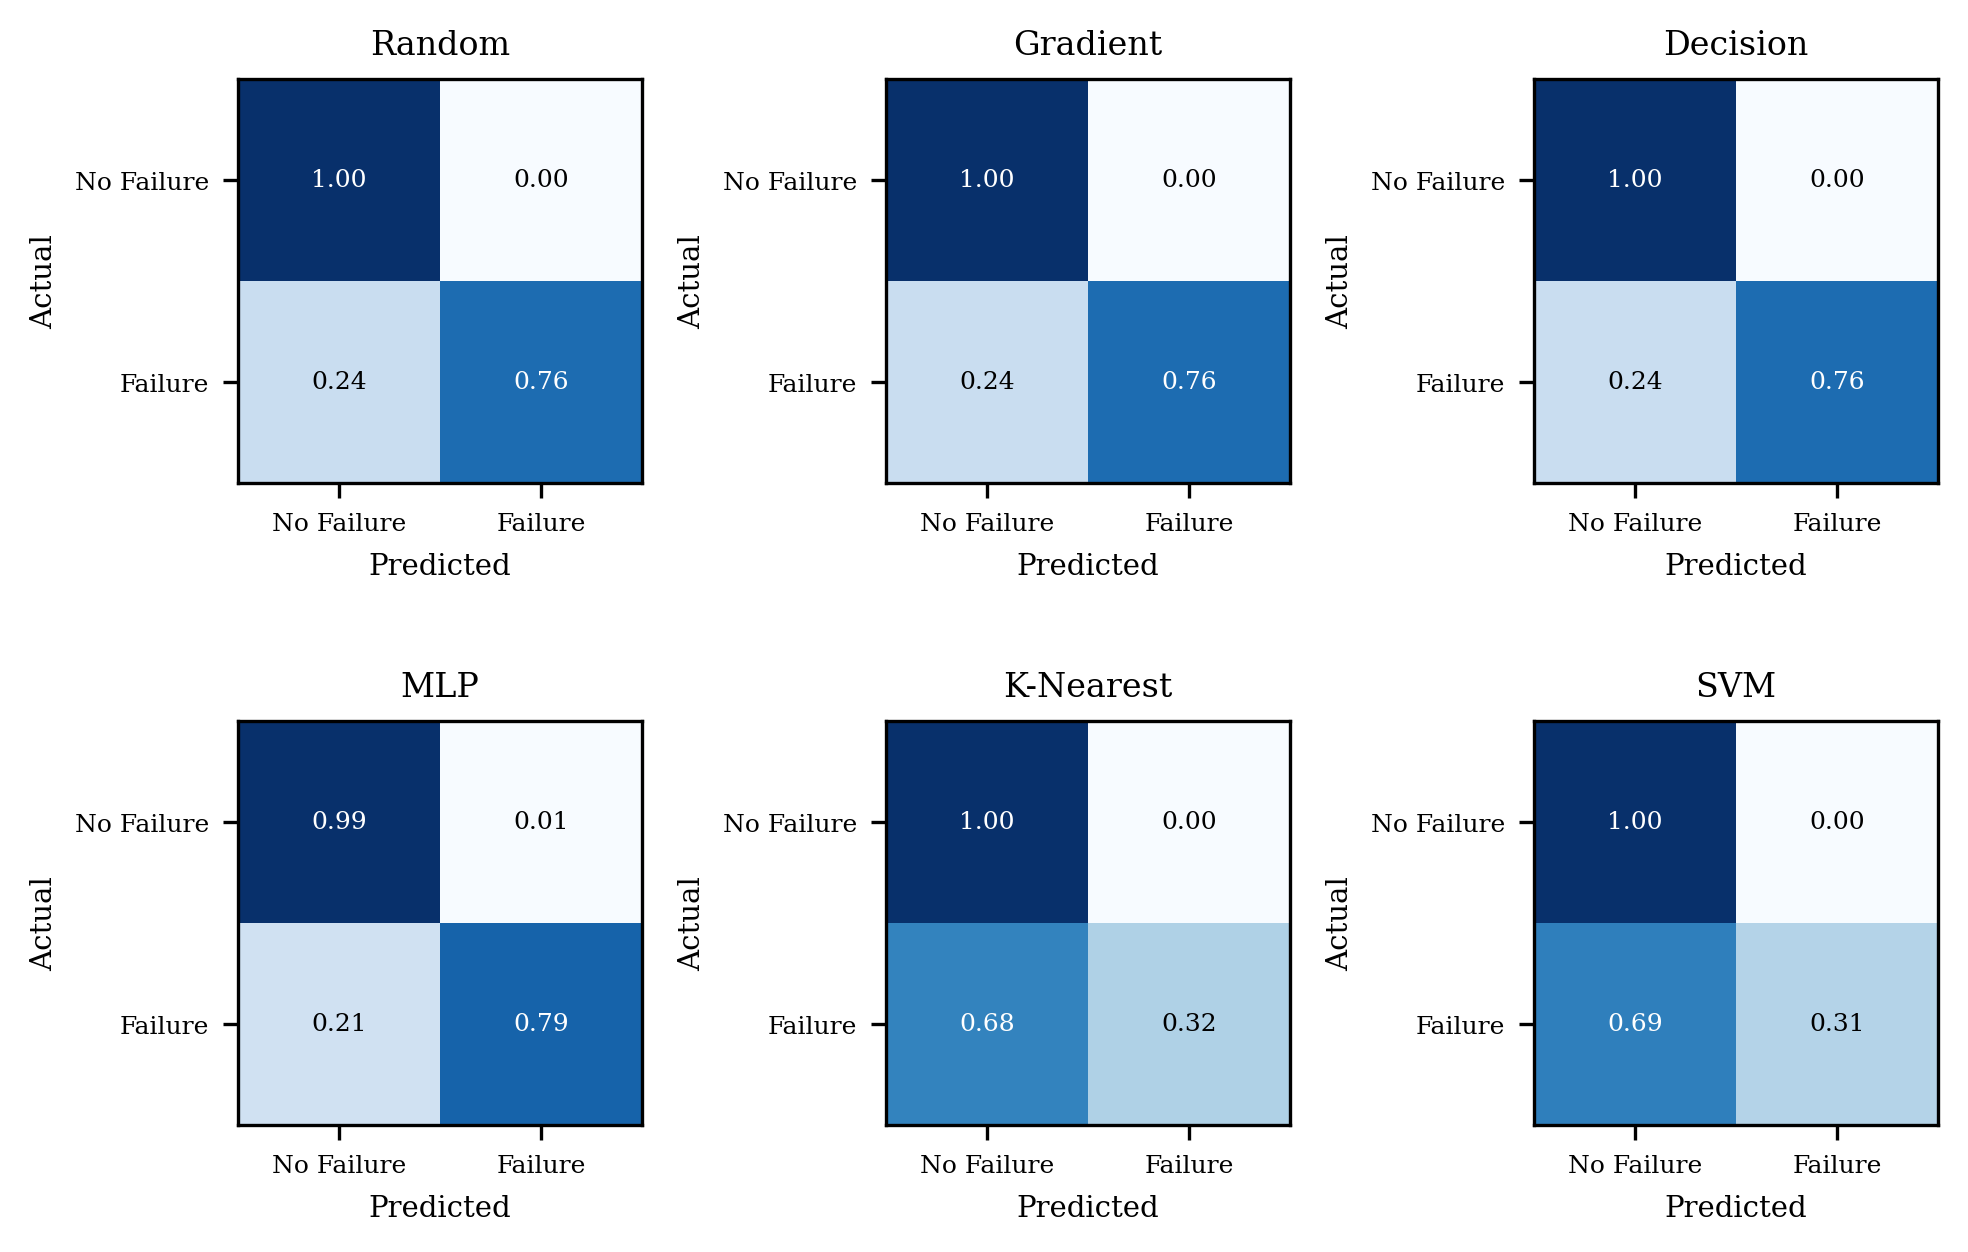 Random
Actual
No Failure
1.00 0.00
Failure
0.24 0.76
No Failure Failure
Predicted
Gradient
Actual
No Failure
1.00 0.00
Failure
0.24 0.76
No Failure Failure
Predicted
Decision
Actual
No Failure
1.00 0.00
Failure
0.24 0.76
No Failure Failure
Predicted
MLP
Actual
No Failure
0.99 0.01
Failure
0.21 0.79
No Failure Failure
Predicted
K-Nearest
Actual
No Failure
1.00 0.00
Failure
0.68 0.32
No Failure Failure
Predicted
SVM
Actual
No Failure
1.00 0.00
Failure
0.69 0.31
No Failure Failure
Predicted